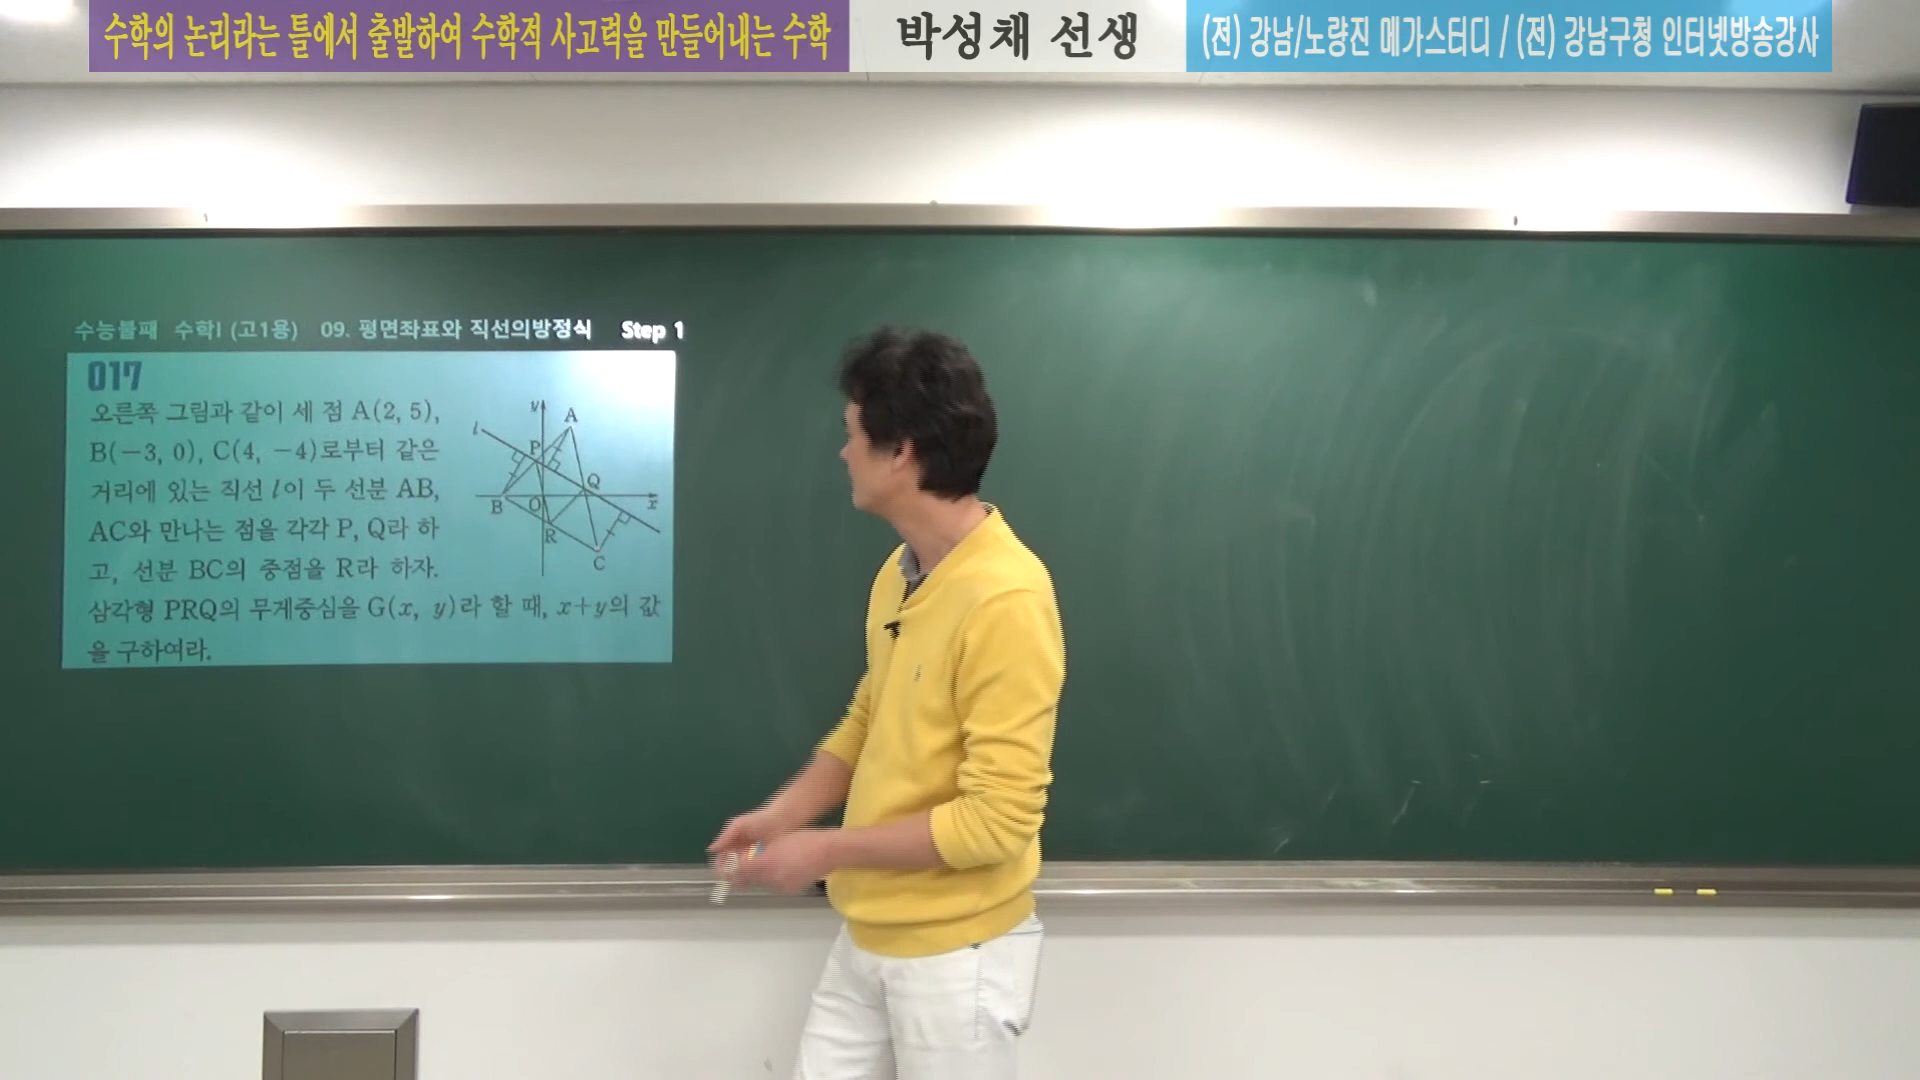 수학의 논리라는 틀에서 출발하여 수학적 사고력을 만들어내는 수학
박성채 선생
(전) 강남/노량진 메가스터디 / (전) 강남구청 인터넷방송강사
수능불패 수학I (고1용) 09. 평면좌표와 직선의방정식 Step 1
017
오른쪽 그림과 같이 세 점 A(2, 5),
B(−3, 0), C(4, −4)로부터 같은
거리에 있는 직선 l이 두 선분 AB,
AC와 만나는 점을 각각 P, Q라 하
고, 선분 BC의 중점을 R라 하자.
삼각형 PRQ의 무게중심을 G(x, y)라 할 때, x+y의 값
을 구하여라.
y
A
l
P
Q
B
O
x
R
C